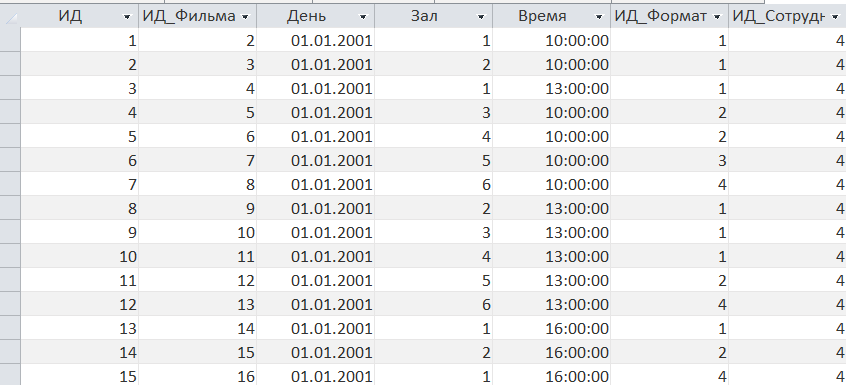 ИД ИД_Фильма День Зал Время ИД_Формат ИД_Сотрудн
1 2 01.01.2001 1 10:00:00 1 4
2 3 01.01.2001 2 10:00:00 1 4
3 4 01.01.2001 1 13:00:00 1 4
4 5 01.01.2001 3 10:00:00 2 4
5 6 01.01.2001 4 10:00:00 2 4
6 7 01.01.2001 5 10:00:00 3 4
7 8 01.01.2001 6 10:00:00 4 4
8 9 01.01.2001 2 13:00:00 1 4
9 10 01.01.2001 3 13:00:00 1 4
10 11 01.01.2001 4 13:00:00 1 4
11 12 01.01.2001 5 13:00:00 2 4
12 13 01.01.2001 6 13:00:00 4 4
13 14 01.01.2001 1 16:00:00 1 4
14 15 01.01.2001 2 16:00:00 2 4
15 16 01.01.2001 1 16:00:00 4 4